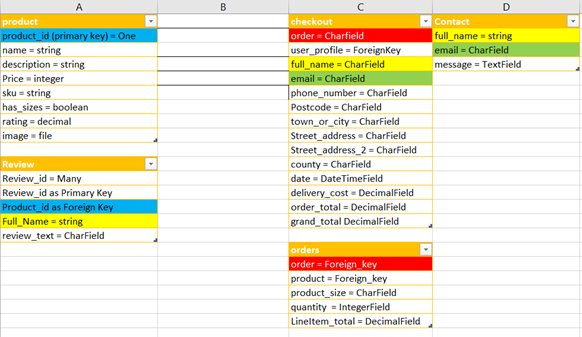 A B C D
product checkout Contact
product_id (primary key) = One order = Charfield full_name = string
name = string user_profile = ForeignKey email = CharField
description = string full_name = CharField message = TextField
Price = integer email = CharField
sku = string phone_number = CharField
has_sizes = boolean Postcode = CharField
rating = decimal town_or_city = CharField
image = file Street_address = CharField
Street_address_2 = CharField
Review county = CharField
Review_id = Many date = DateTimeField
Review_id as Primary Key delivery_cost = DecimalField
Product_id as Foreign Key order_total = DecimalField
Full_Name = string grand_total DecimalField
review_text = CharField
orders
order = Foreign_key
product = Foreign_key
product_size = CharField
quantity = IntegerField
LineItem_total = DecimalField